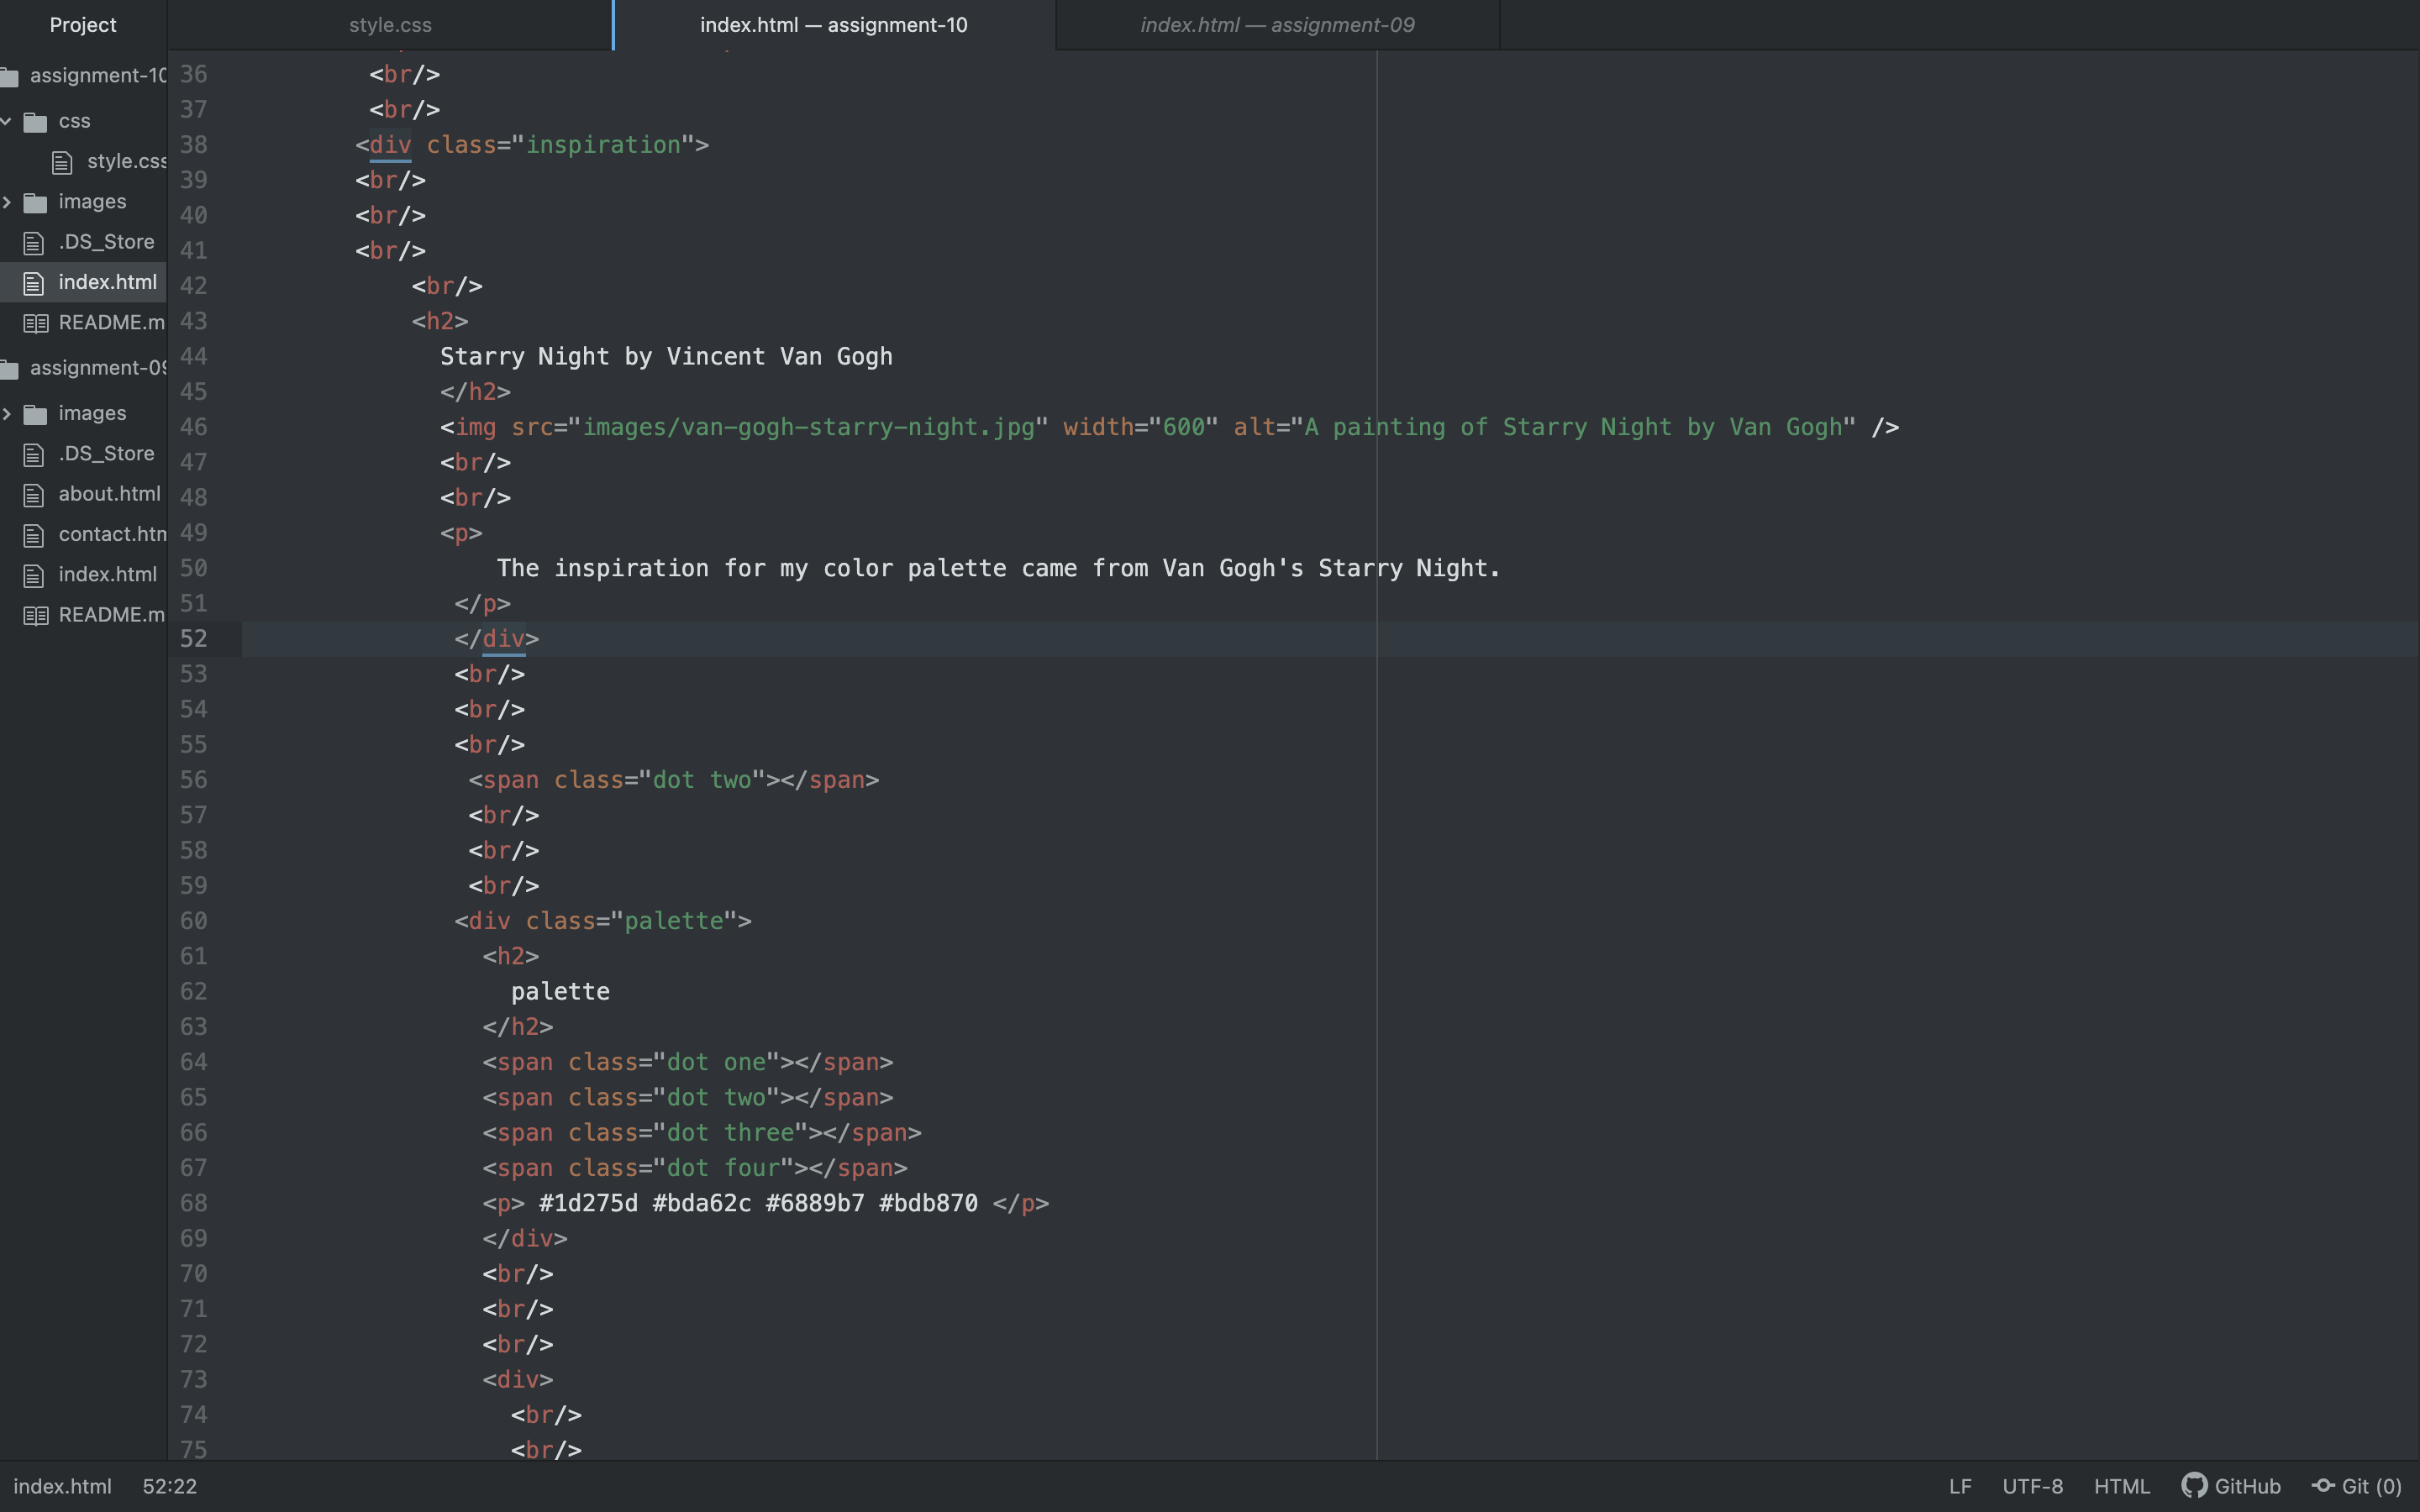 Project
style.css
index.html — assignment-10
index.html — assignment-09
assignment-10
css
style.css
images
.DS_Store
index.html
README.m
assignment-09
images
.DS_Store
about.html
contact.htm
index.html
README.m
36 <br/>
37 <br/>
38 <div class="inspiration">
39 <br/>
40 <br/>
41 <br/>
42 <br/>
43 <h2>
44 Starry Night by Vincent Van Gogh
45 </h2>
46 <img src="images/van-gogh-starry-night.jpg" width="600" alt="A painting of Starry Night by Van Gogh" />
47 <br/>
48 <br/>
49 <p>
50 The inspiration for my color palette came from Van Gogh's Starry Night.
51 </p>
52 </div>
53 <br/>
54 <br/>
55 <br/>
56 <span class="dot two"></span>
57 <br/>
58 <br/>
59 <br/>
60 <div class="palette">
61 <h2>
62 palette
63 </h2>
64 <span class="dot one"></span>
65 <span class="dot two"></span>
66 <span class="dot three"></span>
67 <span class="dot four"></span>
68 <p> #1d275d #bda62c #6889b7 #bdb870 </p>
69 </div>
70 <br/>
71 <br/>
72 <br/>
73 <div>
74 <br/>
75 <br/>
index.html 52:22 LF UTF-8 HTML GitHub Git (0)